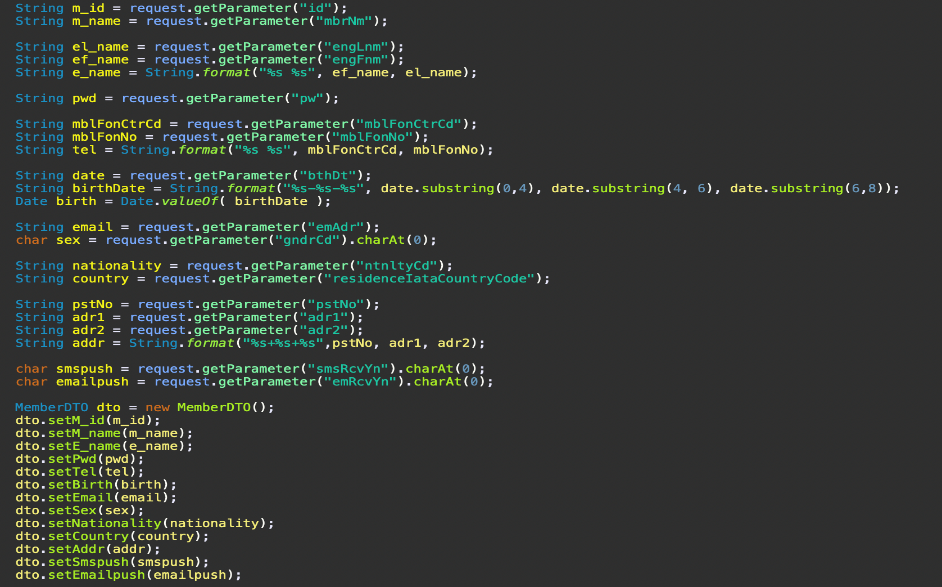 String m_id = request.getParameter("id");
String m_name = request.getParameter("mbrNm");
String el_name = request.getParameter("engLnm");
String ef_name = request.getParameter("engFnm");
String e_name = String.format("%s %s", ef_name, el_name);
String pwd = request.getParameter("pw");
String mblFonCtrCd = request.getParameter("mblFonCtrCd");
String mblFonNo = request.getParameter("mblFonNo");
String tel = String.format("%s %s", mblFonCtrCd, mblFonNo);
String date = request.getParameter("bthDt");
String birthDate = String.format("%s-%s-%s", date.substring(0,4), date.substring(4, 6), date.substring(6,8));
Date birth = Date.valueOf( birthDate );
String email = request.getParameter("emAdr");
char sex = request.getParameter("gndrCd").charAt(0);
String nationality = request.getParameter("ntnltyCd");
String country = request.getParameter("residenceIataCountryCode");
String pstNo = request.getParameter("pstNo");
String adr1 = request.getParameter("adr1");
String adr2 = request.getParameter("adr2");
String addr = String.format("%s+%s+%s",pstNo, adr1, adr2);
char smspush = request.getParameter("smsRcvYn").charAt(0);
char emailpush = request.getParameter("emRcvYn").charAt(0);
MemberDTO dto = new MemberDTO();
dto.setM_id(m_id);
dto.setM_name(m_name);
dto.setE_name(e_name);
dto.setPwd(pwd);
dto.setTel(tel);
dto.setBirth(birth);
dto.setEmail(email);
dto.setSex(sex);
dto.setNationality(nationality);
dto.setCountry(country);
dto.setAddr(addr);
dto.setSmspush(smspush);
dto.setEmailpush(emailpush);